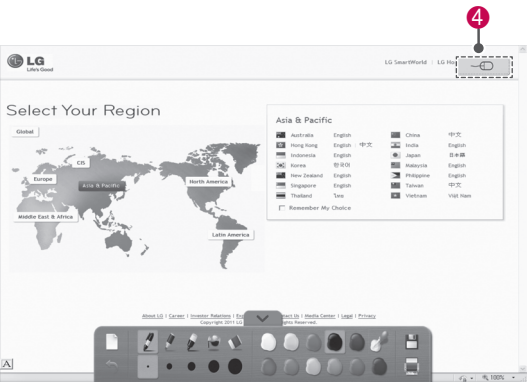 4
LG
Life's Good
LG SmartWorld | LG Ho
Select Your Region
Global
CIS
Europe
Asia & Pacific
North America
Middle East & Africa
Latin America
Asia & Pacific
Australia English
China 中文
Hong Kong English 中文
India English
Indonesia English
Japan 日本語
Korea 한국어
Malaysia English
New Zealand English
Philippine English
Singapore English
Taiwan 中文
Thailand ไทย
Vietnam Việt Nam
Remember My Choice
About LG | Career | Investor Relations | | Media Center | Legal | Privacy
Copyright 2011 LG ights Reserved.
A
100%